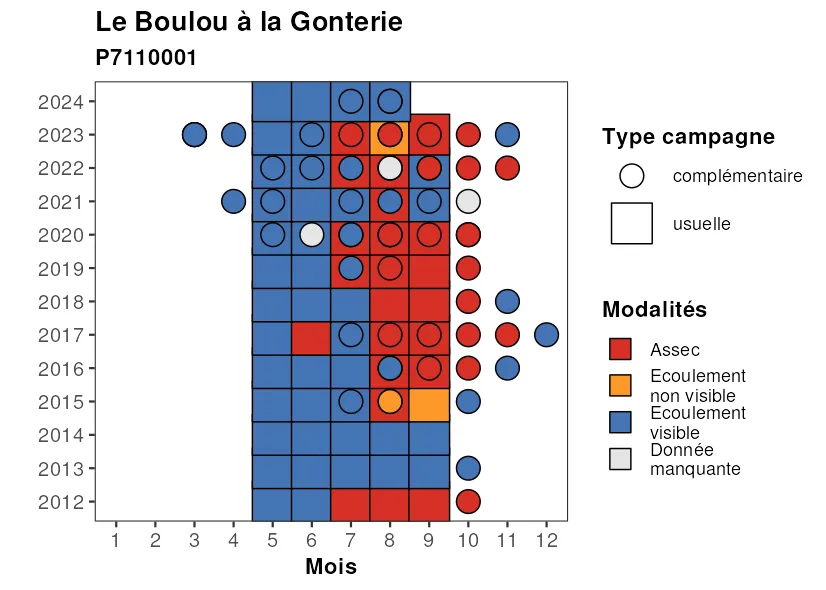 Le Boulou à la Gonterie
P7110001
2024
2023
2022
2021
2020
2019
2018
2017
2016
2015
2014
2013
2012
1 2 3 4 5 6 7 8 9 10 11 12
Mois
Type campagne
complémentaire
usuelle
Modalités
Assec
Ecoulement
non visible
Ecoulement
visible
Donnée
manquante